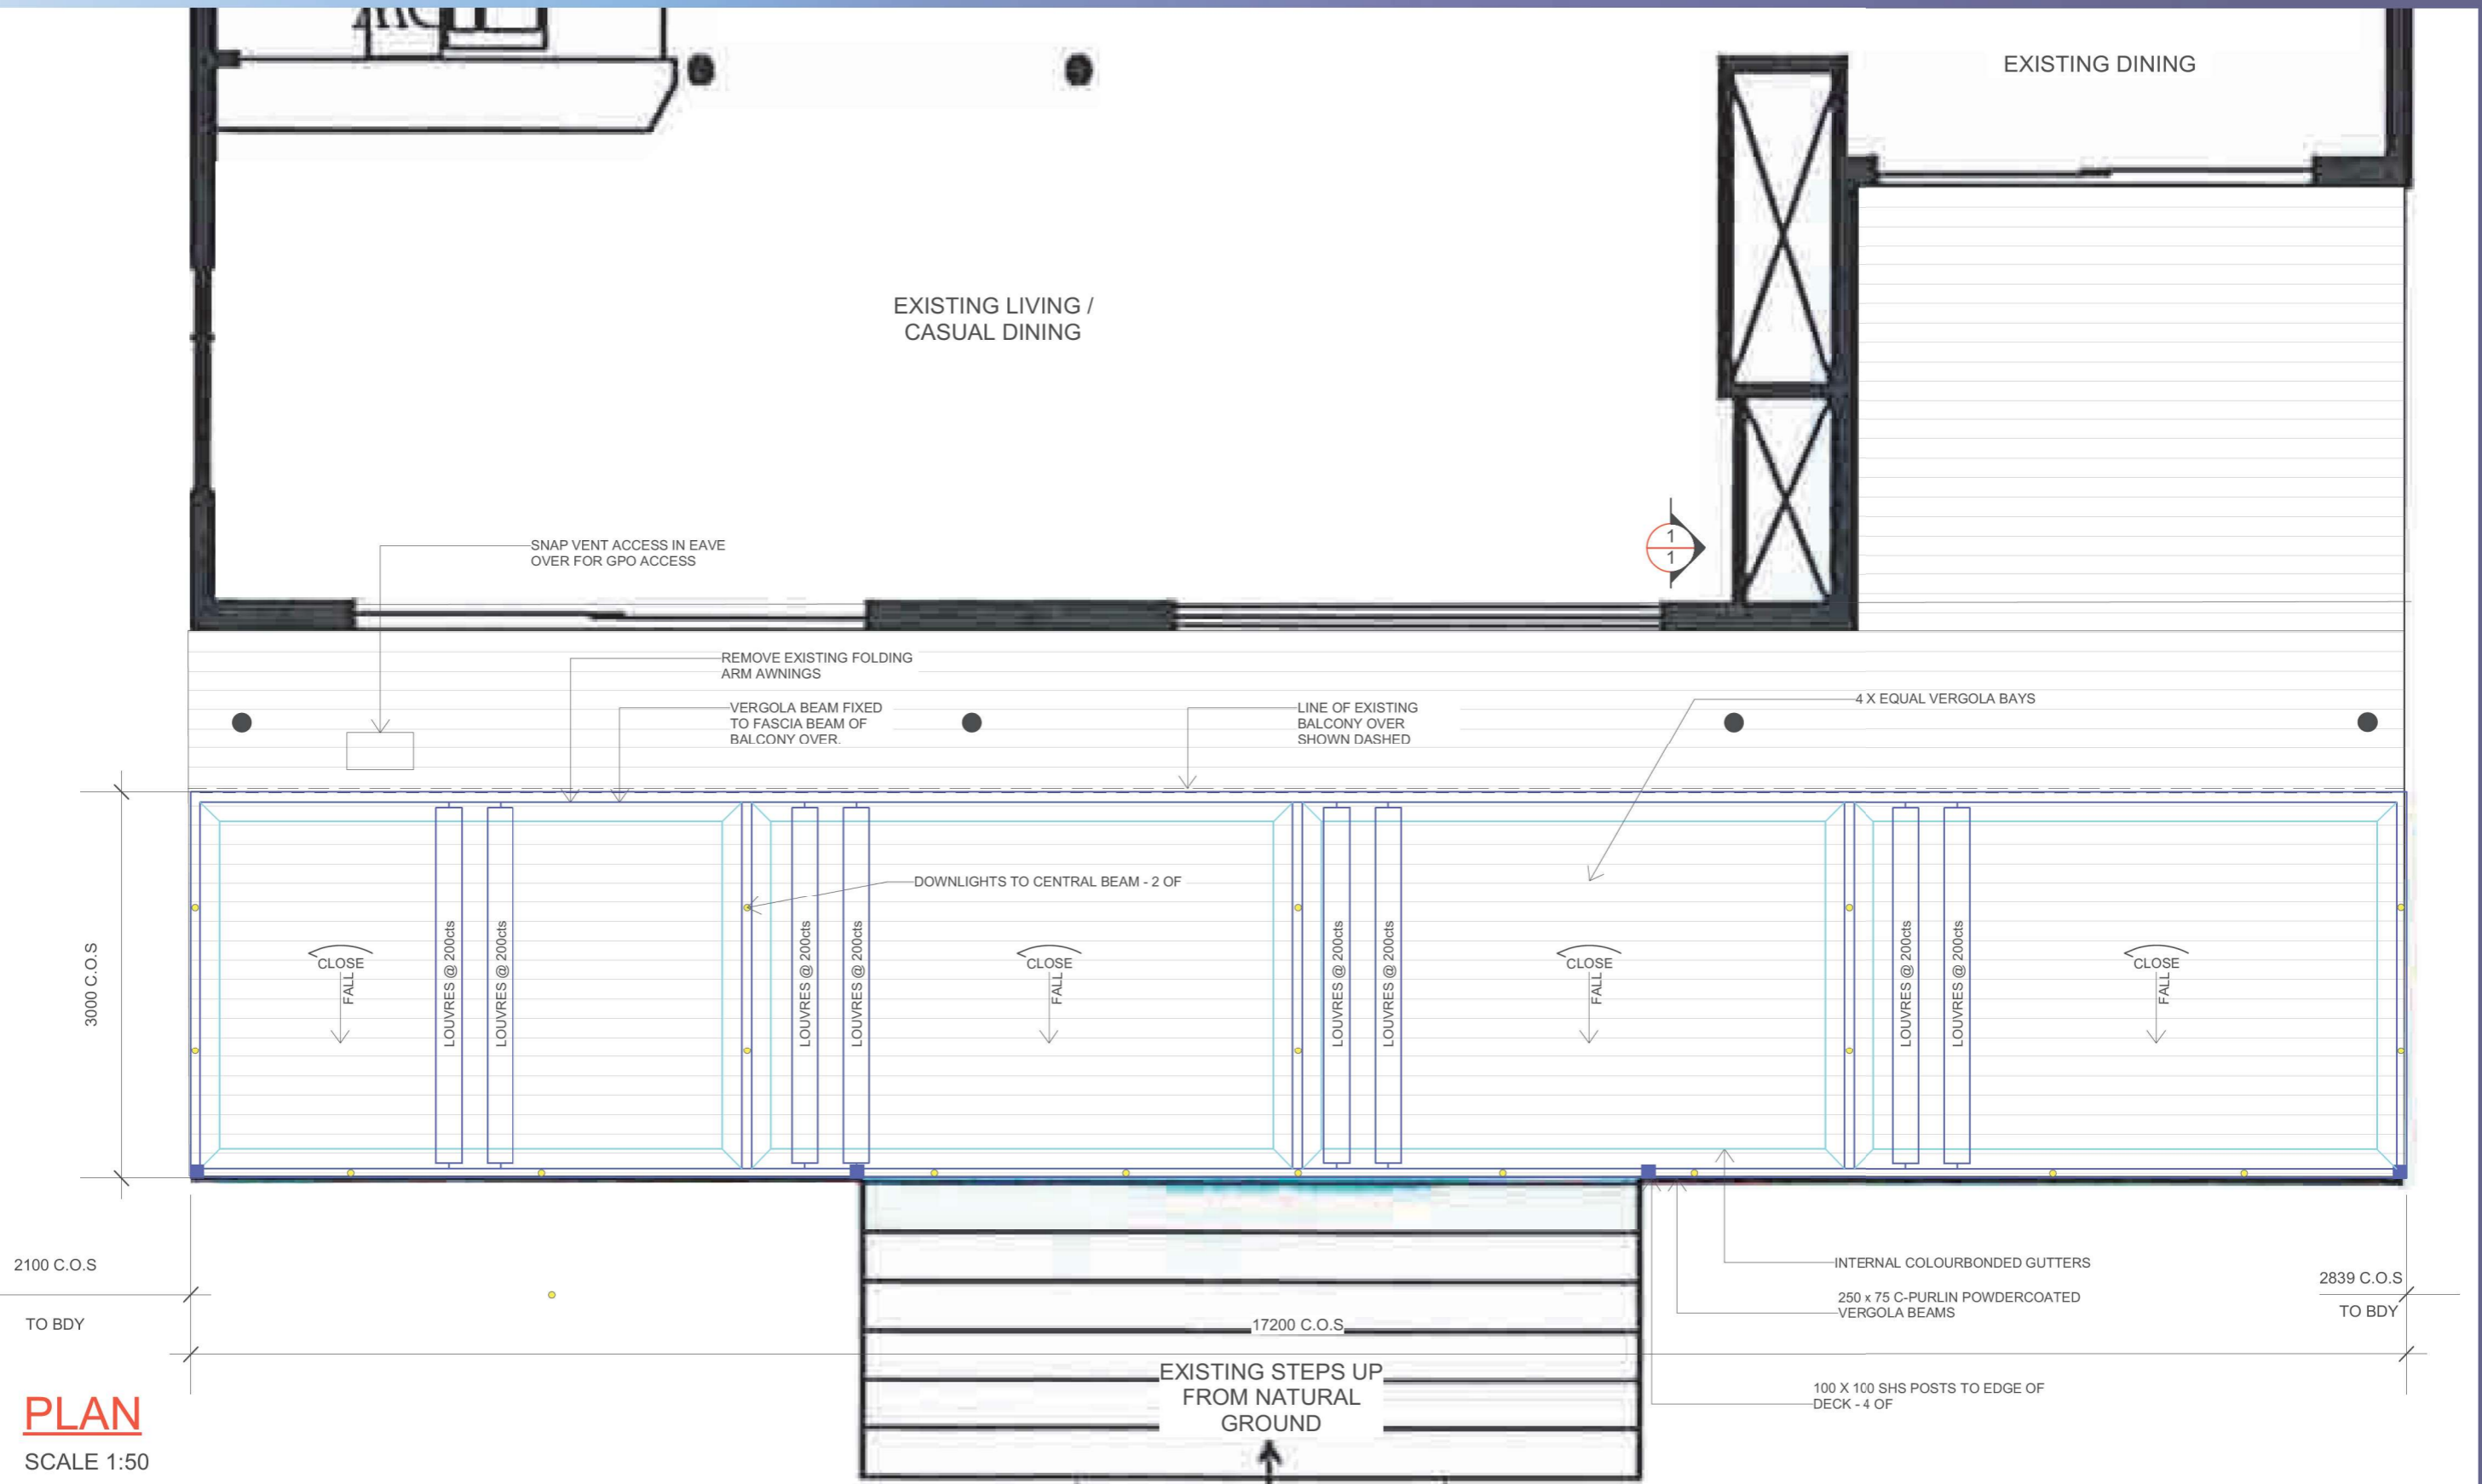 EXISTING DINING
EXISTING LIVING /
CASUAL DINING
1
1
SNAP VENT ACCESS IN EAVE
OVER FOR GPO ACCESS
REMOVE EXISTING FOLDING
ARM AWNINGS
VERGOLA BEAM FIXED
TO FASCIA BEAM OF
BALCONY OVER.
LINE OF EXISTING
BALCONY OVER
SHOWN DASHED
4 X EQUAL VERGOLA BAYS
DOWNLIGHTS TO CENTRAL BEAM - 2 OF
3000 C.O.S
CLOSE
FALL
LOUVRES @ 200cts
LOUVRES @ 200cts
LOUVRES @ 200cts
LOUVRES @ 200cts
CLOSE
FALL
LOUVRES @ 200cts
LOUVRES @ 200cts
CLOSE
FALL
LOUVRES @ 200cts
LOUVRES @ 200cts
CLOSE
FALL
2100 C.O.S
TO BDY
INTERNAL COLOURBONDED GUTTERS
250 x 75 C-PURLIN POWDERCOATED
VERGOLA BEAMS
2839 C.O.S
TO BDY
17200 C.O.S
EXISTING STEPS UP
FROM NATURAL
GROUND
100 X 100 SHS POSTS TO EDGE OF
DECK - 4 OF
PLAN
SCALE 1:50